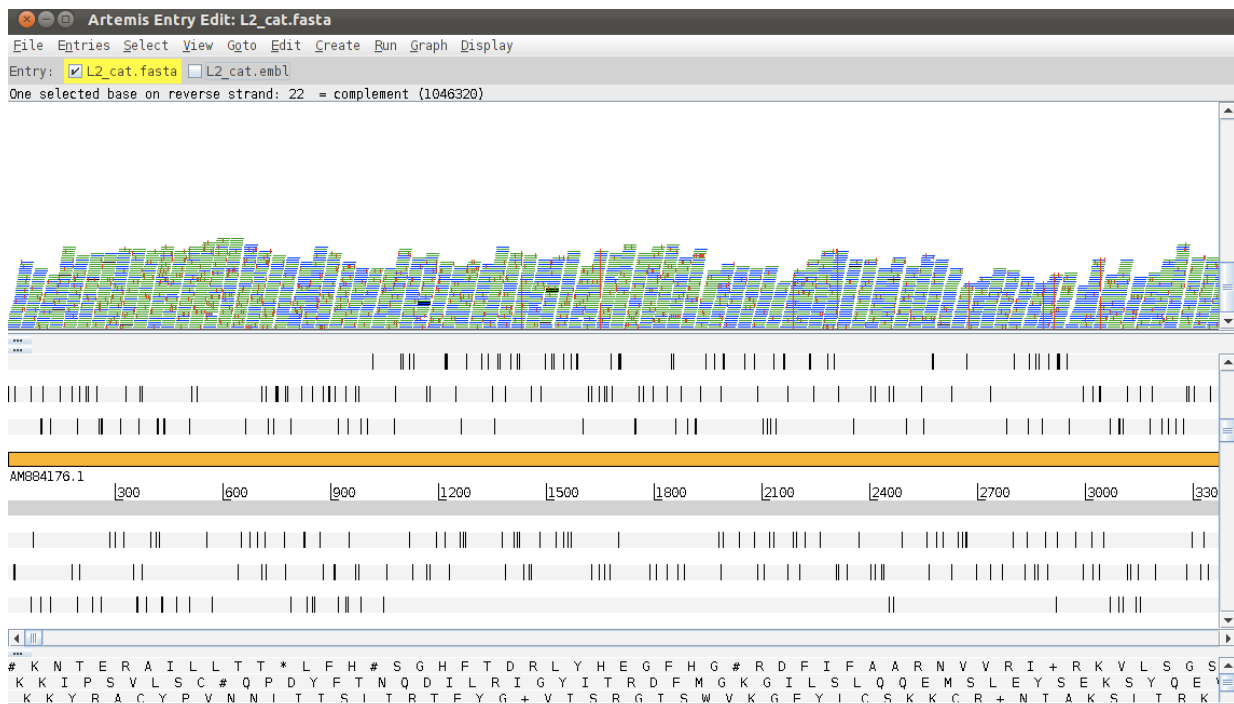 Artemis Entry Edit: L2_cat.fasta
File Entries Select View Goto Edit Create Run Graph Display
Entry: L2_cat.fasta L2_cat.embl
One selected base on reverse strand: 22 = complement (1046320)
AM884176.1
300 600 900 1200 1500 1800 2100 2400 2700 3000 330
# K N T E R A I L L T T * L F H # S G H F T D R L Y H E G F H G # R D F I F A A R N V V R I + R K V L S G S
K K I P S V L S C # Q P D Y F T N Q D I L R I G Y I T R D F M G K G I L S L Q Q E M S L E Y S E K S Y Q E
K K Y R A C Y P V N N L I T S L I R T F Y G + V I S R G I S W V K G F Y L C S K K C R + N I A K S L I R K